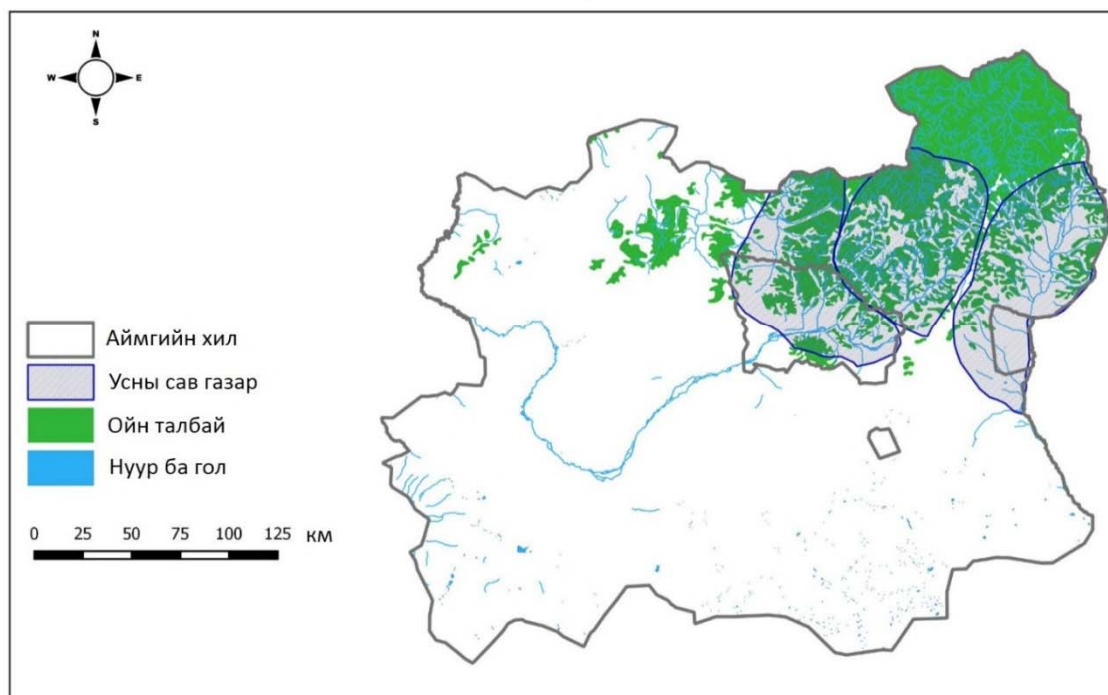 N
W E
S
Аймгийн хил
Усны сав газар
Ойн талбай
Нуур ба гол
0 25 50 75 100 125 км